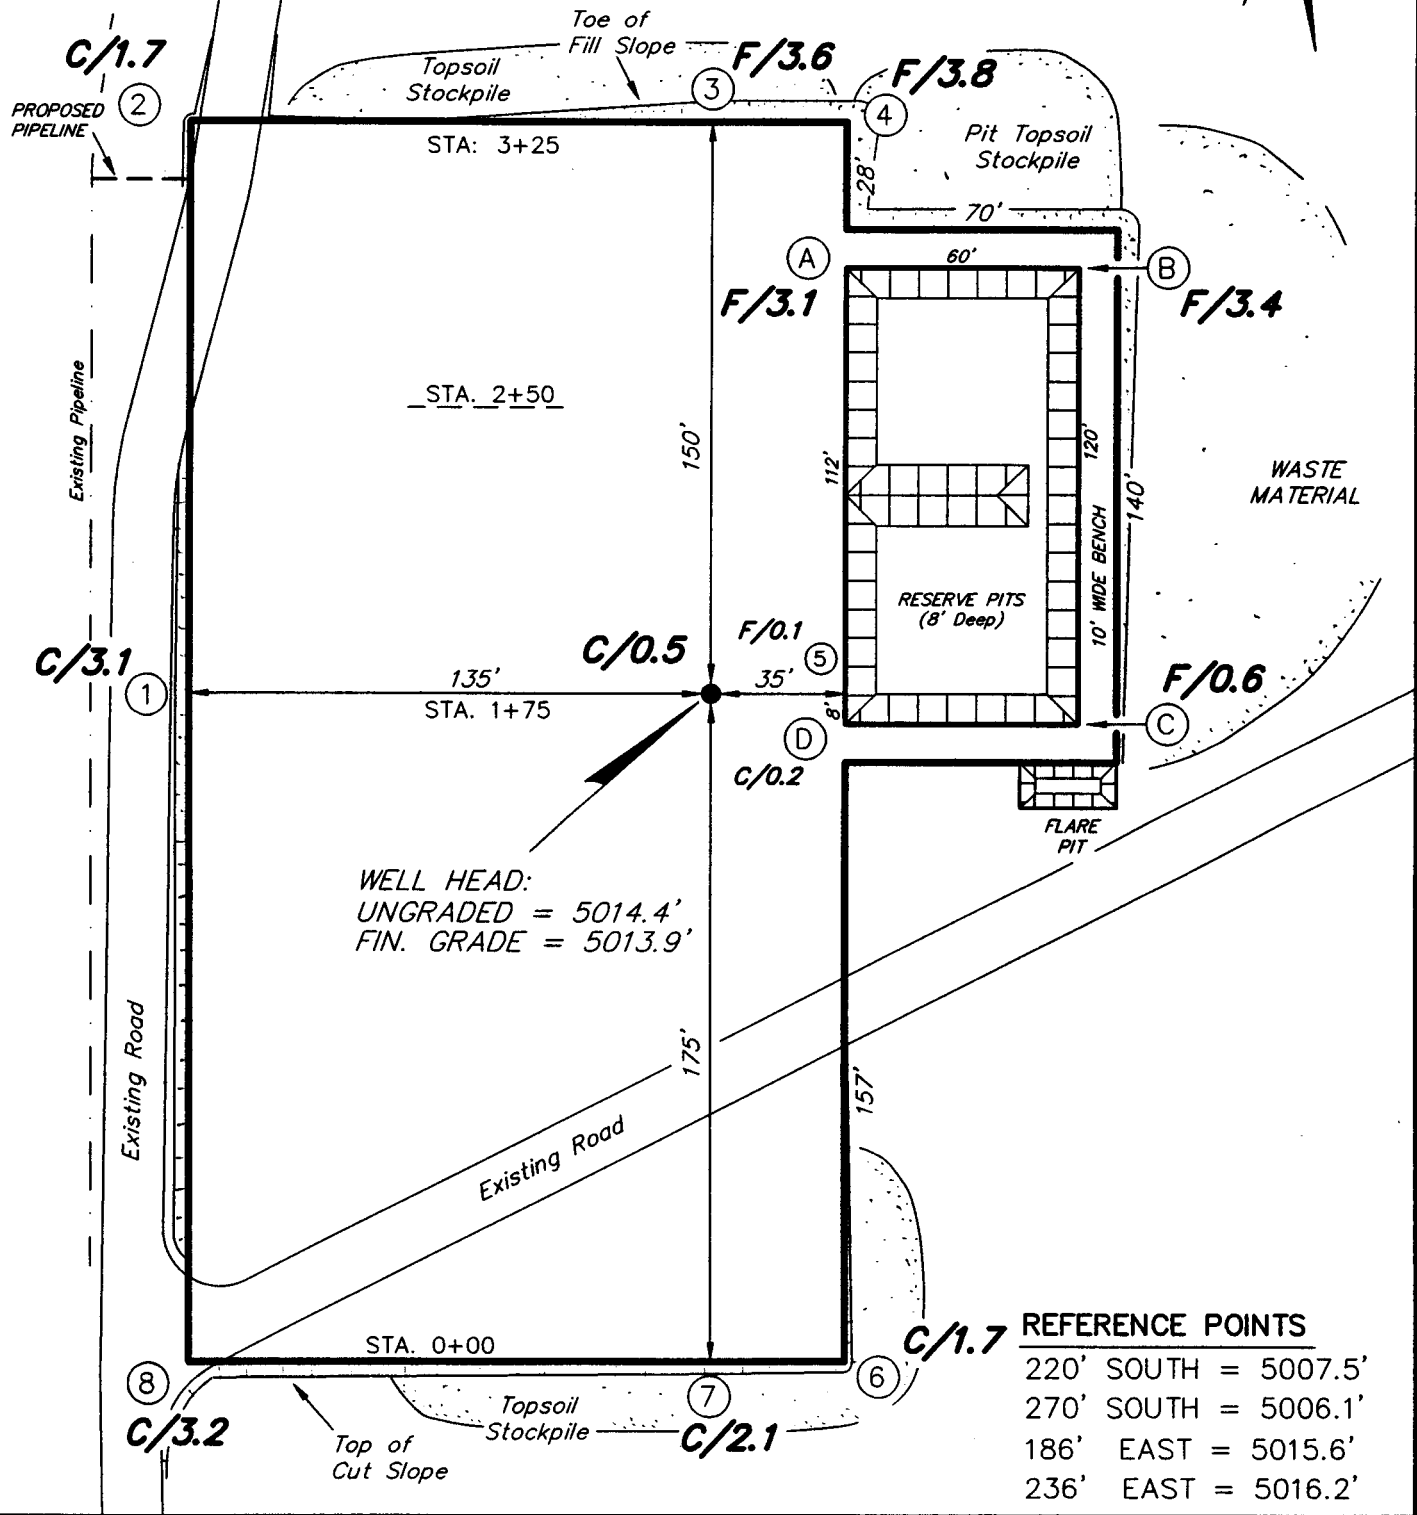 Toe of
Fill Slope
C/1.7
2
PROPOSED
PIPELINE
Topsoil
Stockpile
3
F/3.6
F/3.8
4
Pit Topsoil
Stockpile
STA: 3+25
28'
70'
A
60'
B
F/3.1
F/3.4
STA. 2+50
Existing Pipeline
150'
112'
120'
140'
WASTE
MATERIAL
10' WIDE BENCH
RESERVE PITS
(8' Deep)
C/3.1
1
135'
STA. 1+75
C/0.5
F/0.1
5
35'
8'
F/0.6
C
D
C/0.2
FLARE
PIT
WELL HEAD:
UNGRADED = 5014.4'
FIN. GRADE = 5013.9'
Existing Road
175'
157'
Existing Road
STA. 0+00
8
C/3.2
Top of
Cut Slope
Topsoil
Stockpile
7
C/2.1
6
C/1.7
REFERENCE POINTS
220' SOUTH = 5007.5'
270' SOUTH = 5006.1'
186' EAST = 5015.6'
236' EAST = 5016.2'